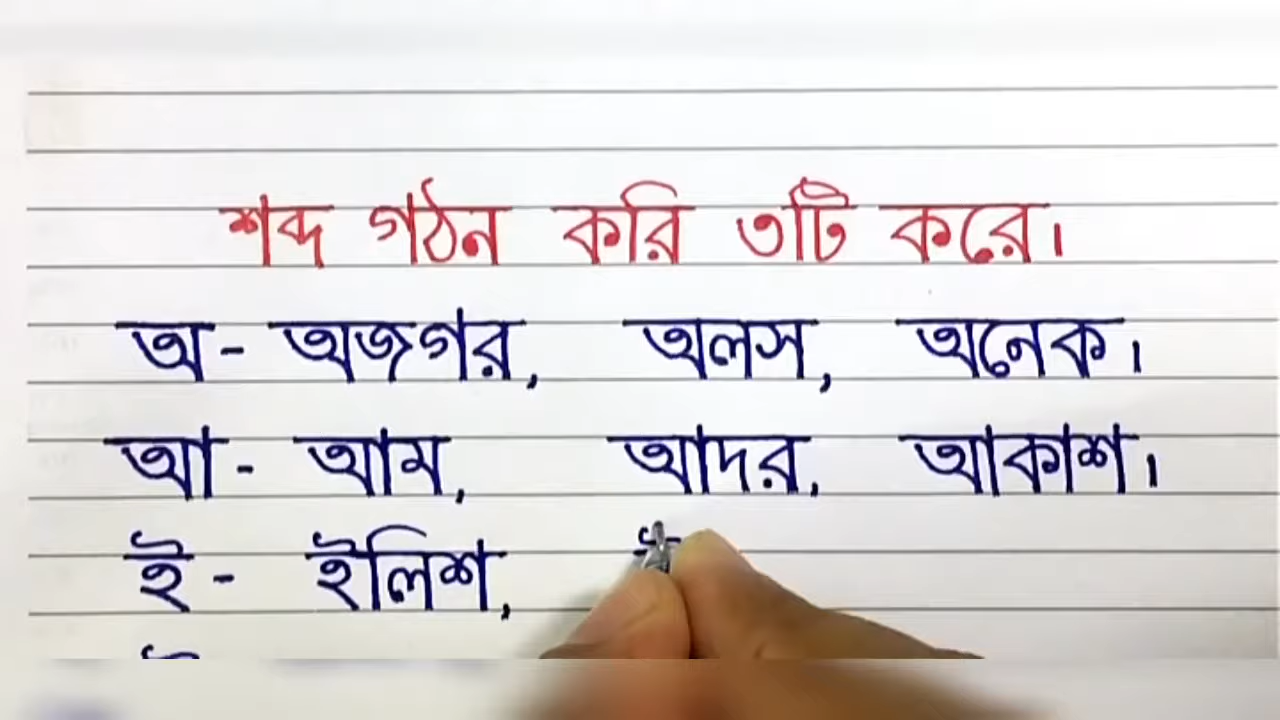 শব্দ গঠন করি ৩টি করে।
অ- অজগর, অলস, অনেক।
আ- আম, আদর, আকাশ।
ই- ইলিশ,